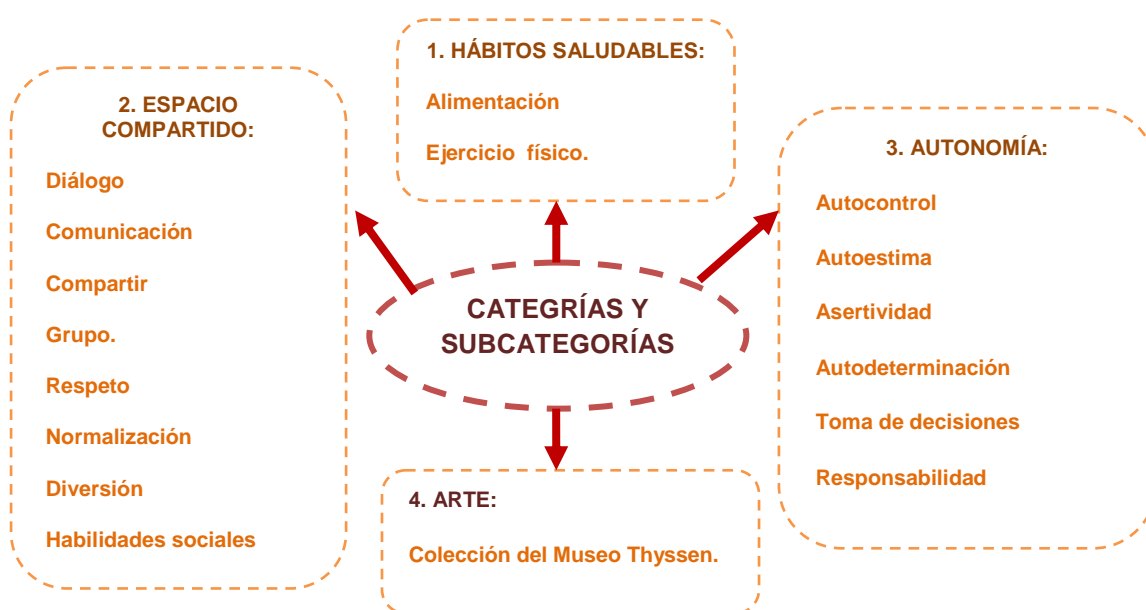 1. HÁBITOS SALUDABLES:
Alimentación
Ejercicio físico.
2. ESPACIO
COMPARTIDO:
Diálogo
Comunicación
Compartir
Grupo.
Respeto
Normalización
Diversión
Habilidades sociales
3. AUTONOMÍA:
Autocontrol
Autoestima
Asertividad
Autodeterminación
Toma de decisiones
Responsabilidad
CATEGRÍAS Y
SUBCATEGORÍAS
4. ARTE:
Colección del Museo Thyssen.